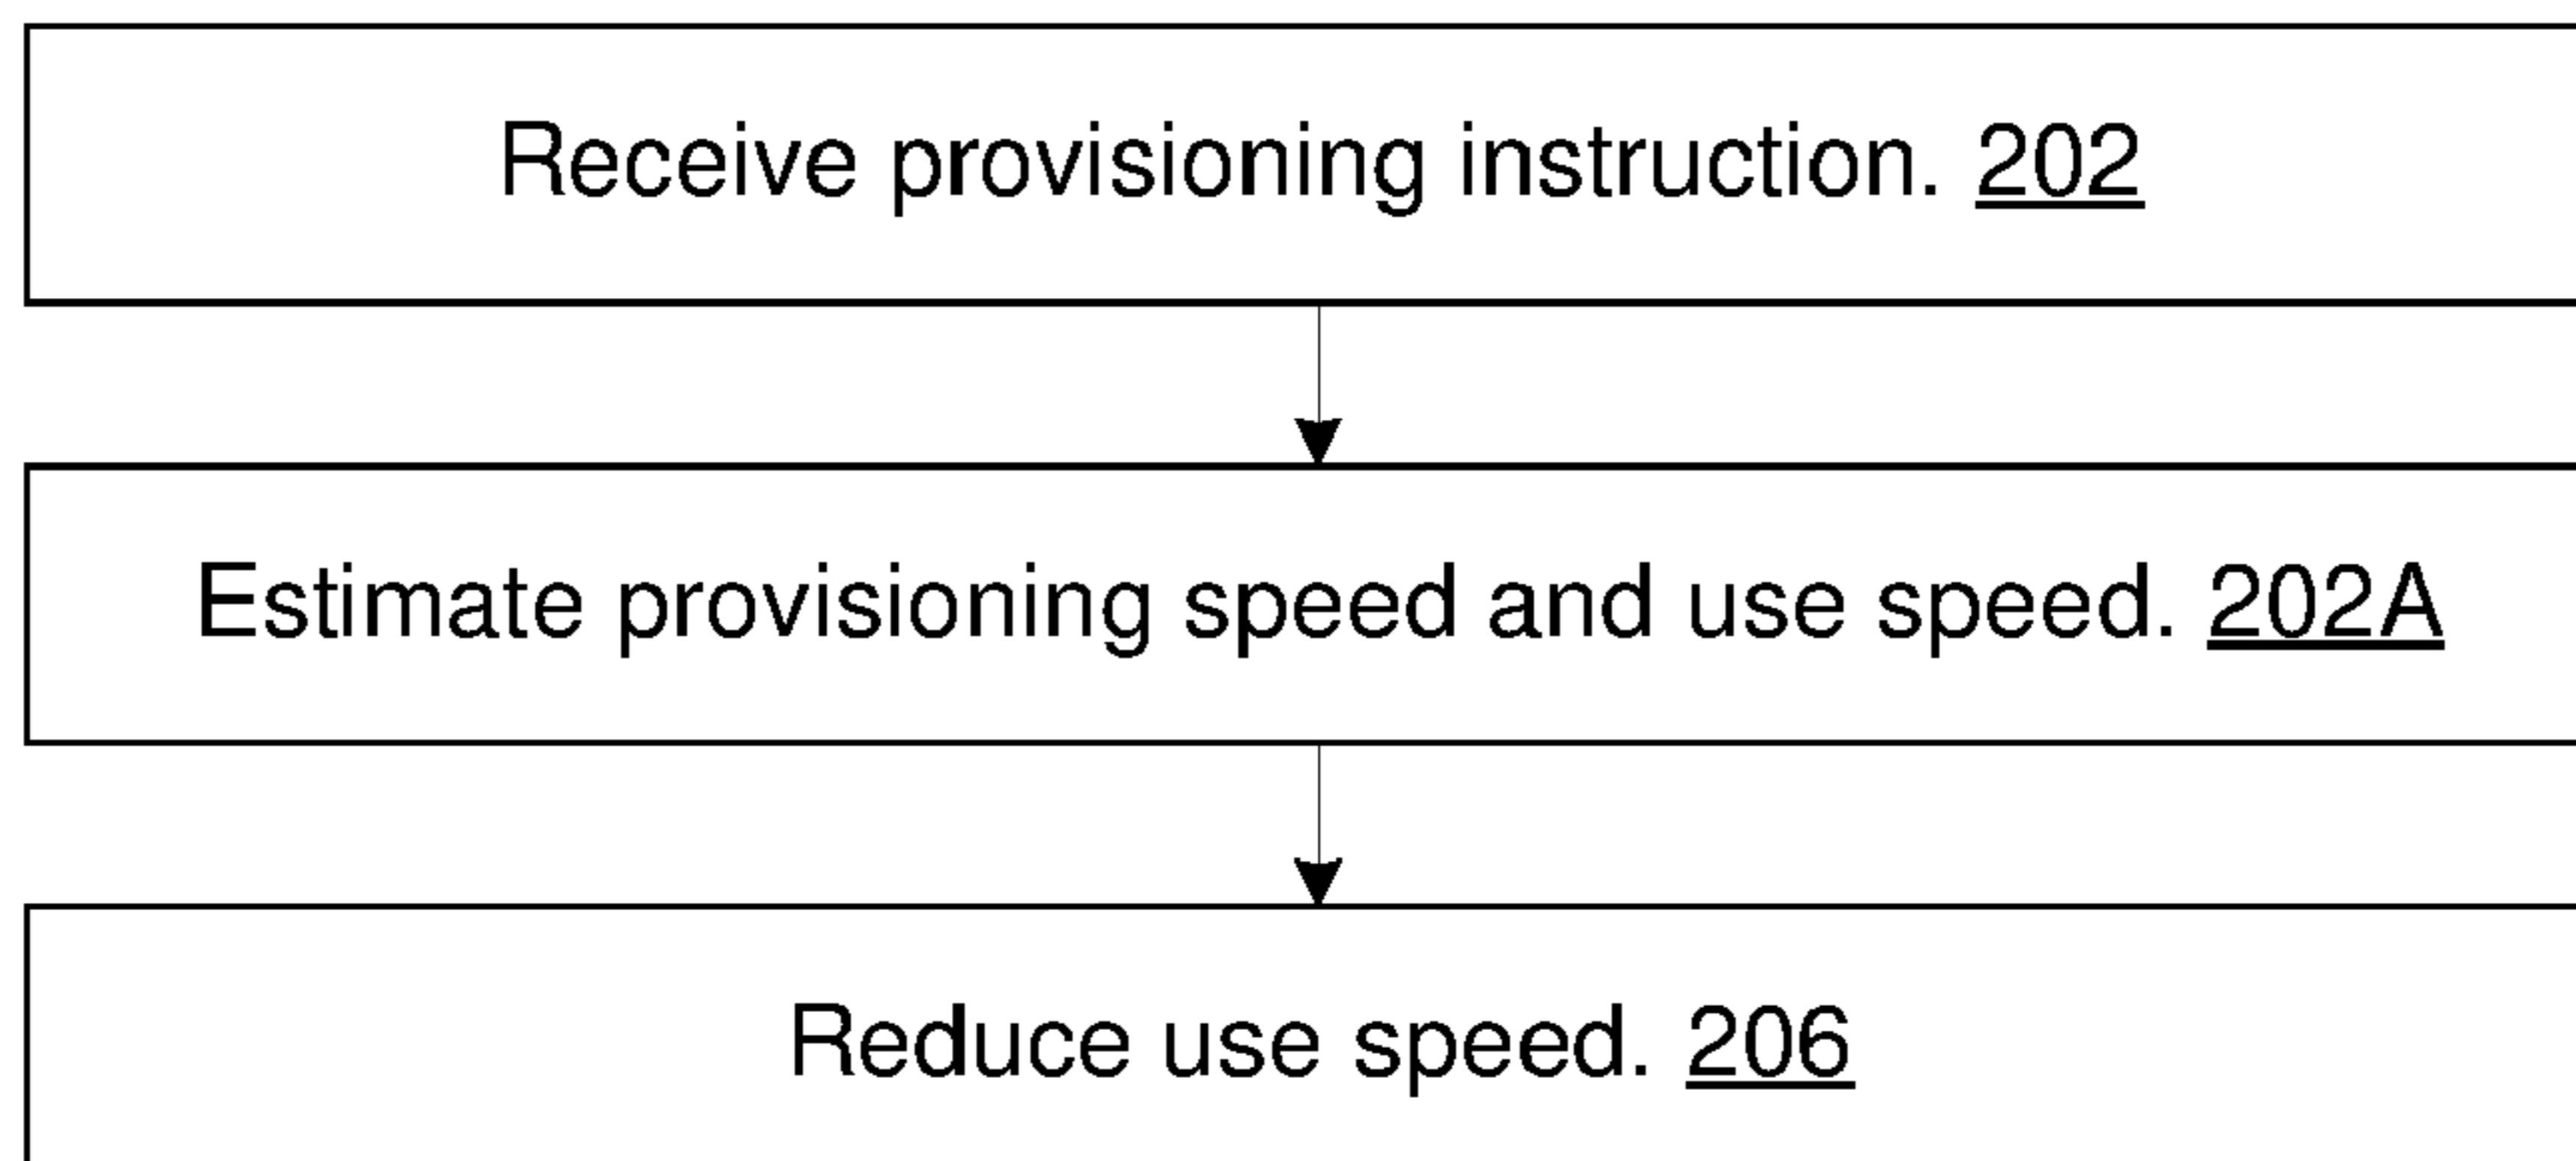 Receive provisioning instruction. 202
Estimate provisioning speed and use speed. 202A
Reduce use speed. 206